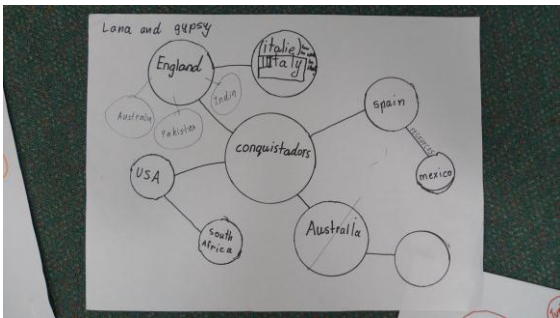 Lana and gypsy
England
italie
Italy
Australia
Pakistan
India
conquistadors
spain
mexico
USA
South
Africa
Australia